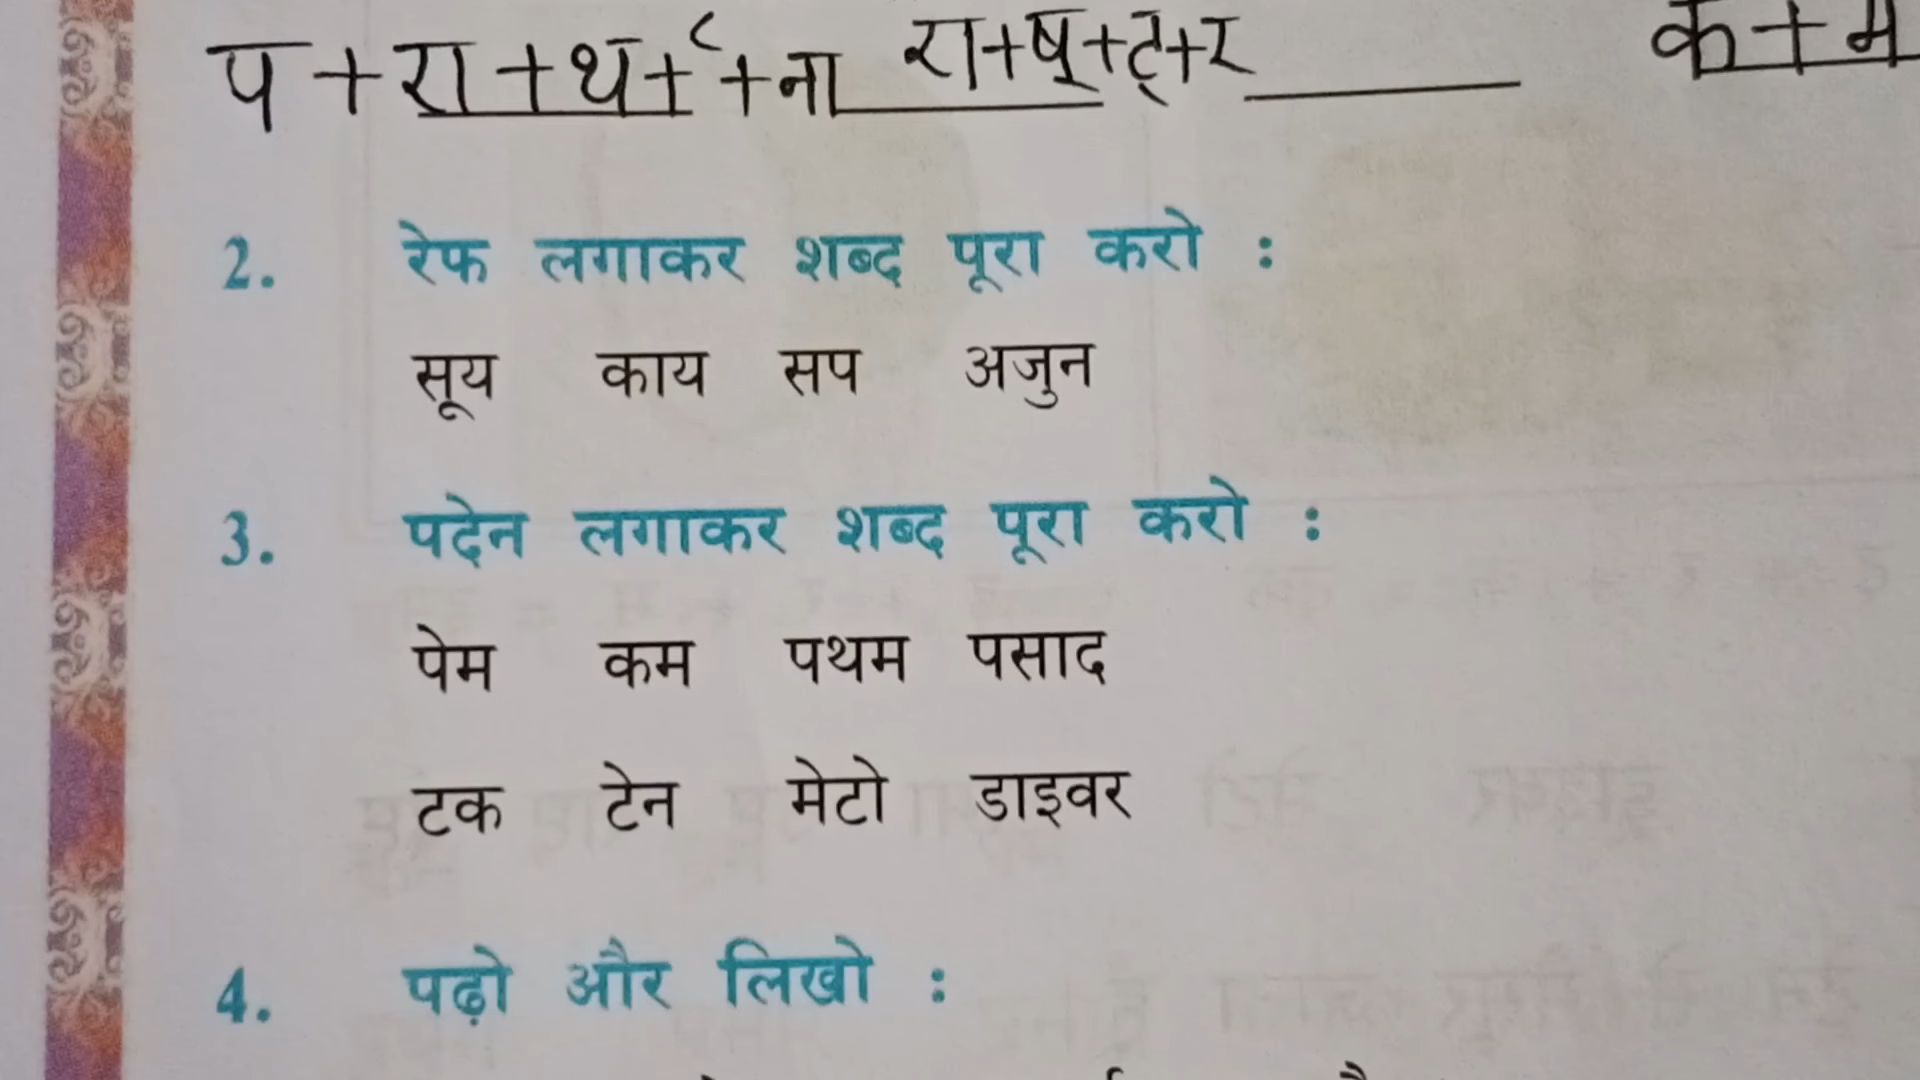 प + रा + थ + र् + ना रा + ष् + ट् + र क + म
2. रेफ लगाकर शब्द पूरा करो :
सूय काय सप अजुन
3. पदेन लगाकर शब्द पूरा करो :
पेम कम पथम पसाद
टक टेन मेटो डाइवर
4. पढ़ो और लिखो :